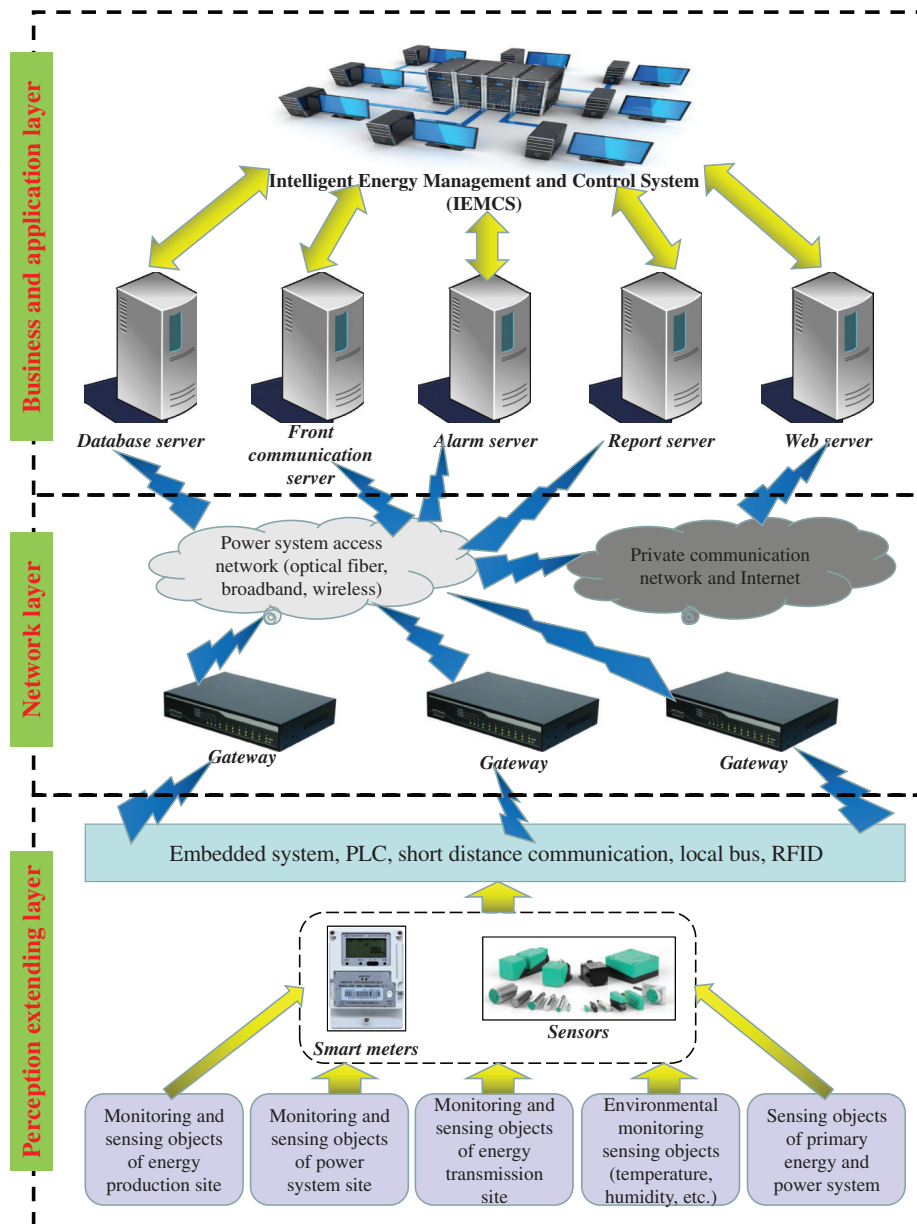 Business and application layer
Intelligent Energy Management and Control System
(IEMCS)
Database server
Front
communication
server
Alarm server
Report server
Web server
Network layer
Power system access
network (optical fiber,
broadband, wireless)
Private communication
network and Internet
Gateway
Gateway
Gateway
Perception extending layer
Embedded system, PLC, short distance communication, local bus, RFID
Smart meters
Sensors
Monitoring and
sensing objects
of energy
production site
Monitoring and
sensing objects
of power
system site
Monitoring and
sensing objects
of energy
transmission
site
Environmental
monitoring
sensing objects
(temperature,
humidity, etc.)
Sensing objects
of primary
energy and
power system